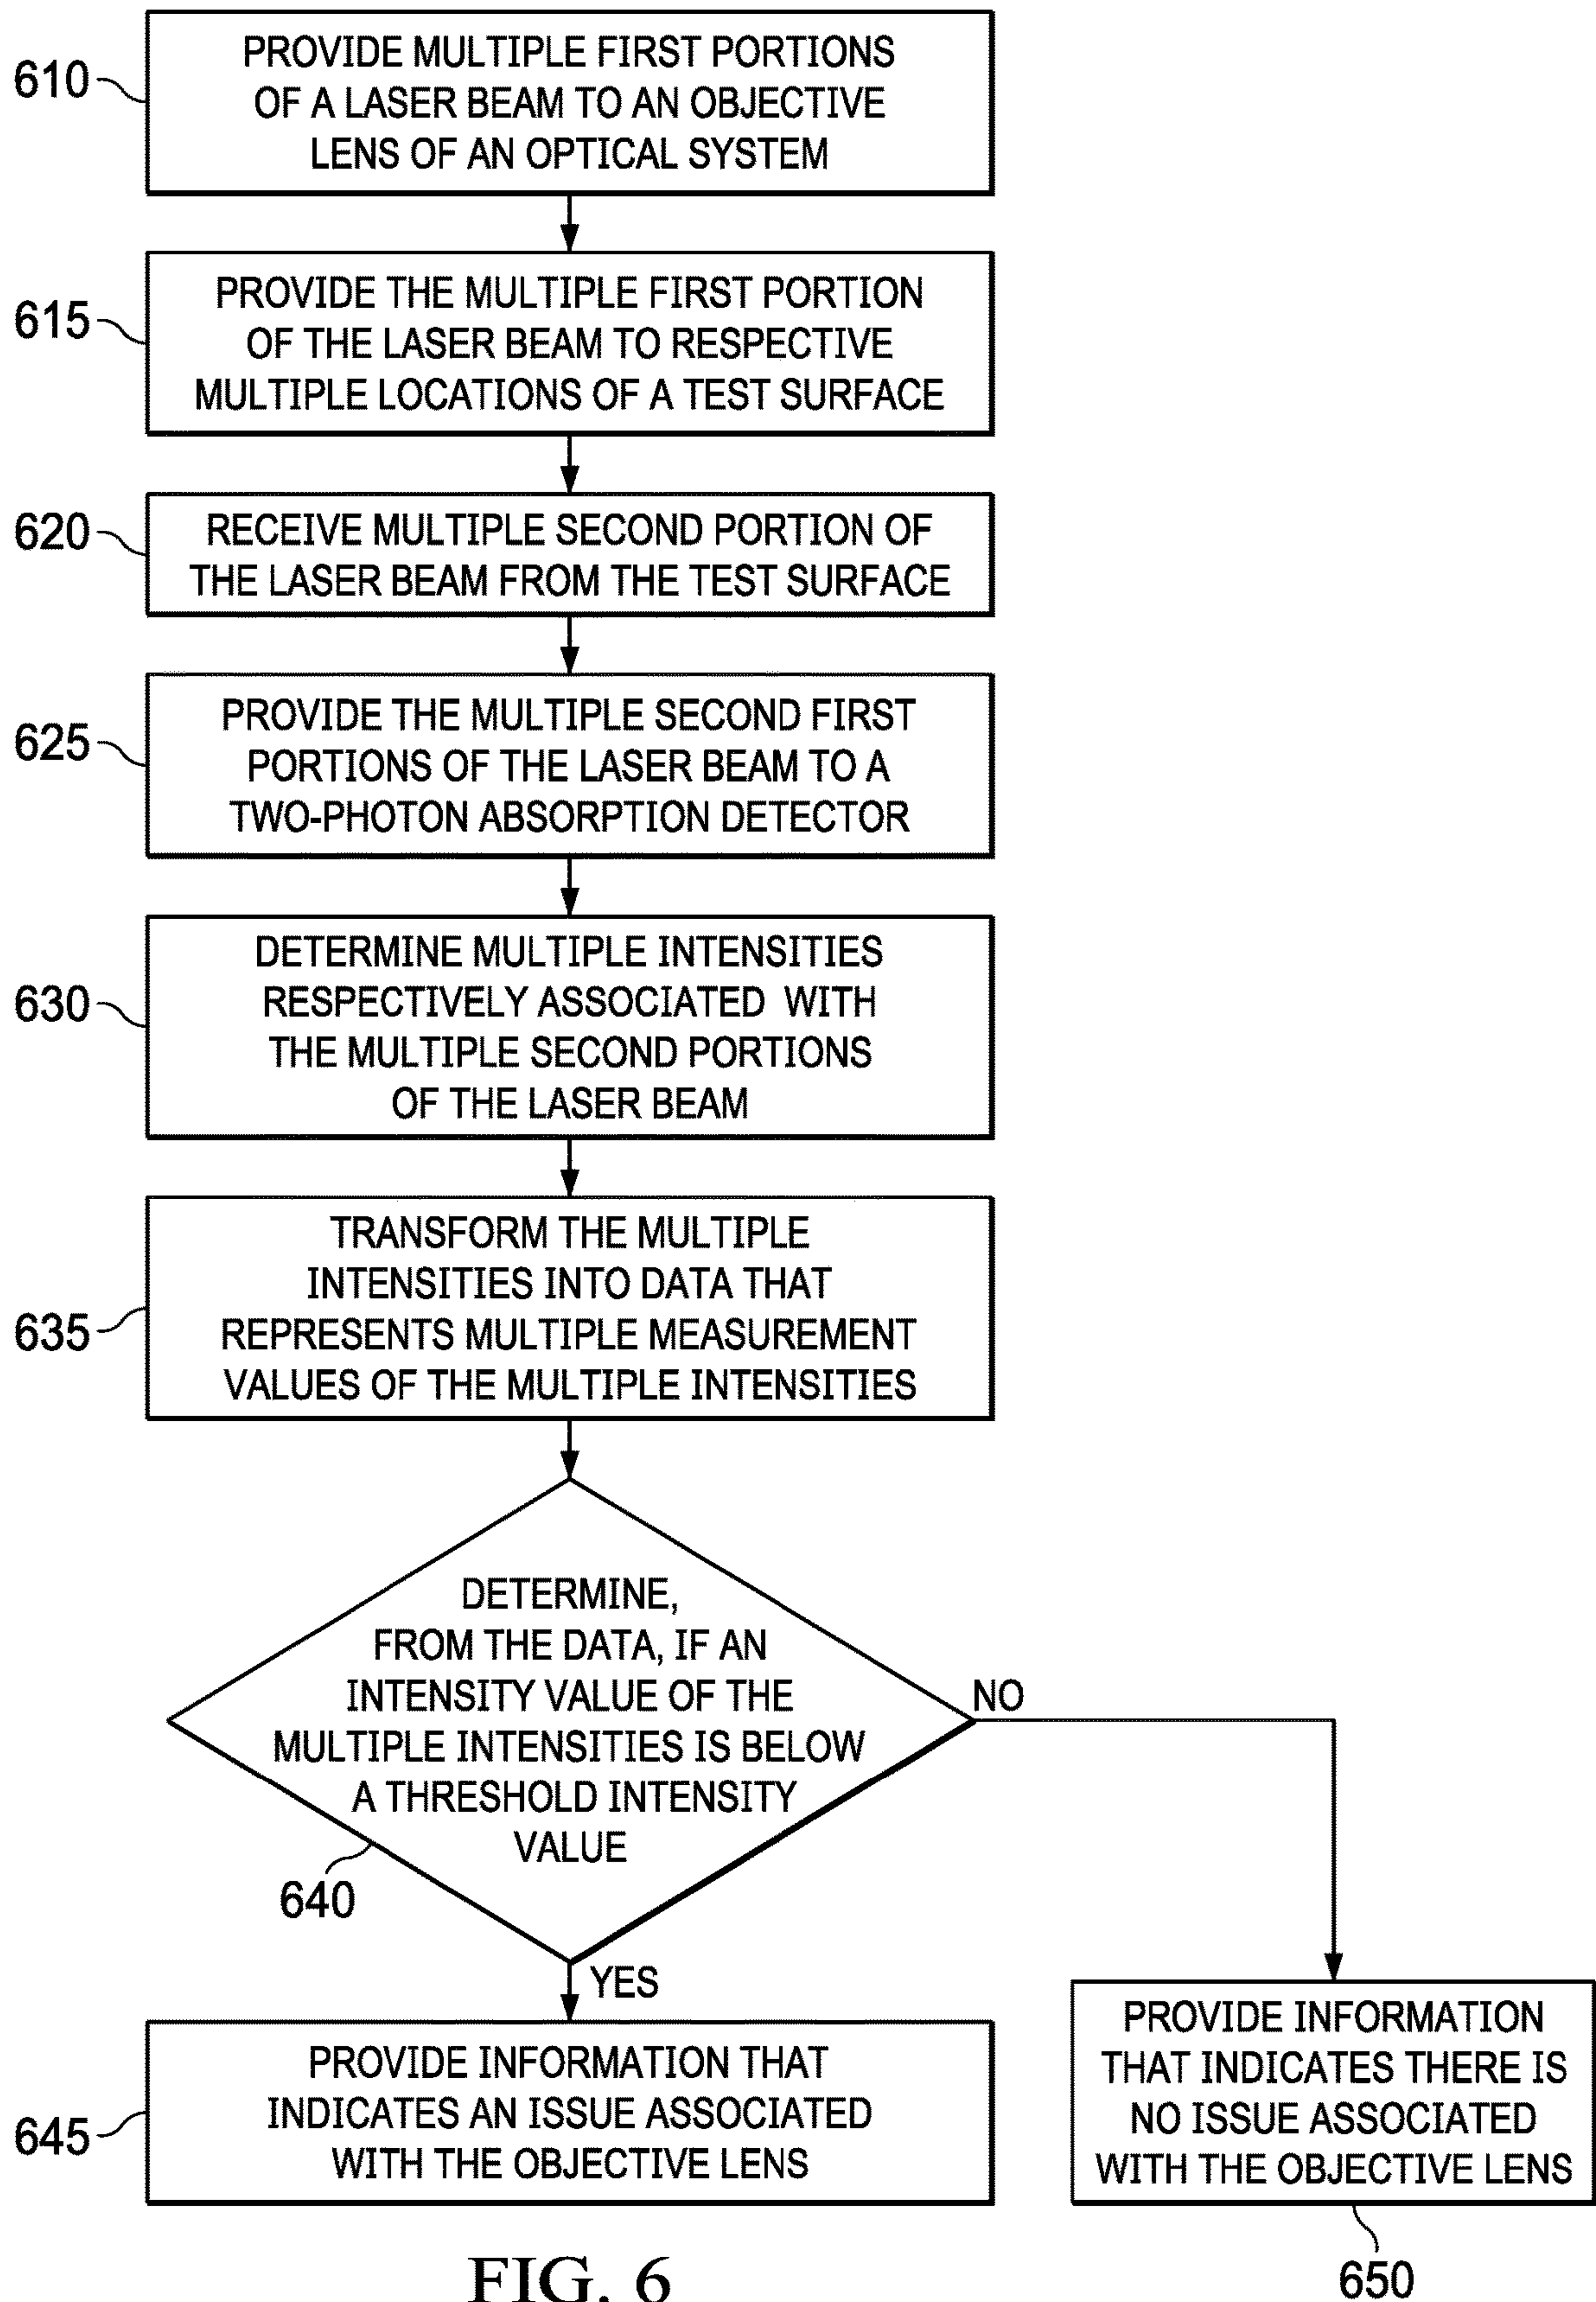 610
PROVIDE MULTIPLE FIRST PORTIONS
OF A LASER BEAM TO AN OBJECTIVE
LENS OF AN OPTICAL SYSTEM
615
PROVIDE THE MULTIPLE FIRST PORTION
OF THE LASER BEAM TO RESPECTIVE
MULTIPLE LOCATIONS OF A TEST SURFACE
620
RECEIVE MULTIPLE SECOND PORTION OF
THE LASER BEAM FROM THE TEST SURFACE
625
PROVIDE THE MULTIPLE SECOND FIRST
PORTIONS OF THE LASER BEAM TO A
TWO-PHOTON ABSORPTION DETECTOR
630
DETERMINE MULTIPLE INTENSITIES
RESPECTIVELY ASSOCIATED WITH
THE MULTIPLE SECOND PORTIONS
OF THE LASER BEAM
635
TRANSFORM THE MULTIPLE
INTENSITIES INTO DATA THAT
REPRESENTS MULTIPLE MEASUREMENT
VALUES OF THE MULTIPLE INTENSITIES
DETERMINE,
FROM THE DATA, IF AN
INTENSITY VALUE OF THE
MULTIPLE INTENSITIES IS BELOW
A THRESHOLD INTENSITY
VALUE
640
NO
YES
645
PROVIDE INFORMATION THAT
INDICATES AN ISSUE ASSOCIATED
WITH THE OBJECTIVE LENS
PROVIDE INFORMATION
THAT INDICATES THERE IS
NO ISSUE ASSOCIATED
WITH THE OBJECTIVE LENS
650
FIG. 6